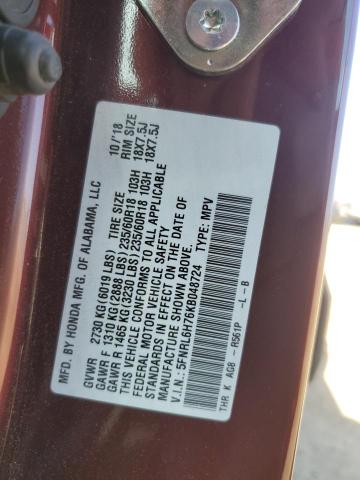 MFD. BY HONDA MFG. OF ALABAMA, LLC 10/'18
GVWR 2730 KG (6019 LBS) TIRE SIZE RIM SIZE
GAWR F 1310 KG (2888 LBS) 235/60R18 103H 18X7.5J
GAWR R 1465 KG (3230 LBS) 235/60R18 103H 18X7.5J
THIS VEHICLE CONFORMS TO ALL APPLICABLE
FEDERAL MOTOR VEHICLE SAFETY
STANDARDS IN EFFECT ON THE DATE OF
MANUFACTURE SHOWN ABOVE.
V.I.N.: 5FNRL6H76KB048724 TYPE: MPV
THR K AC8 - R561P -L -B